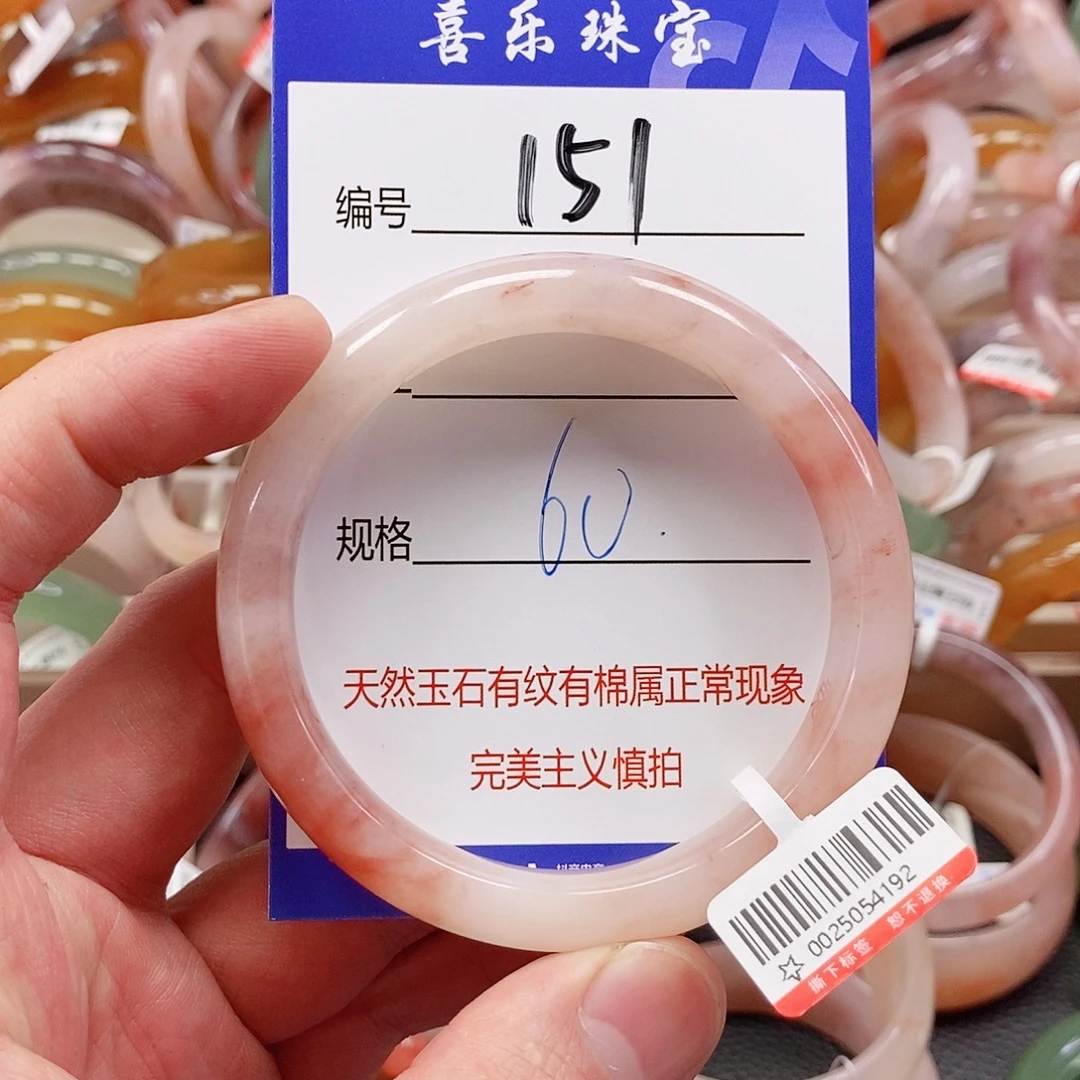 喜乐珠宝
编号 151
规格 60.
天然玉石有纹有棉属正常现象
完美主义慎拍
0025054192
撕下标签 恕不退换